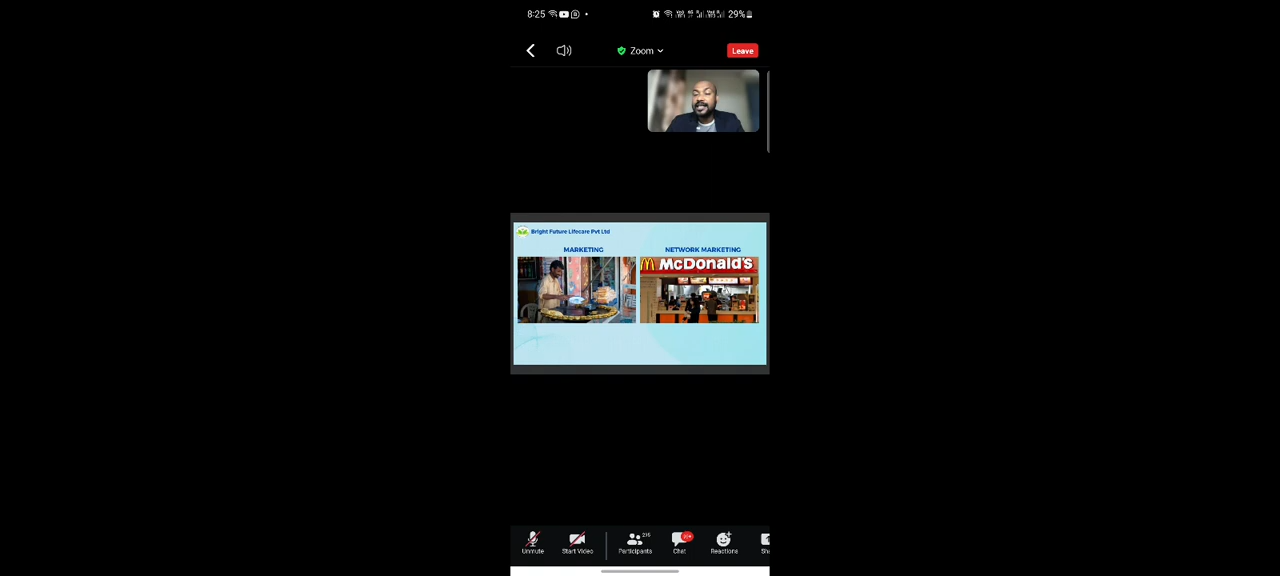 8:25
29%
Zoom
Leave
Bright Future Lifecare Pvt Ltd
MARKETING
NETWORK MARKETING
McDonald's
Unmute
Start Video
Participants
Chat
Reactions
Sh